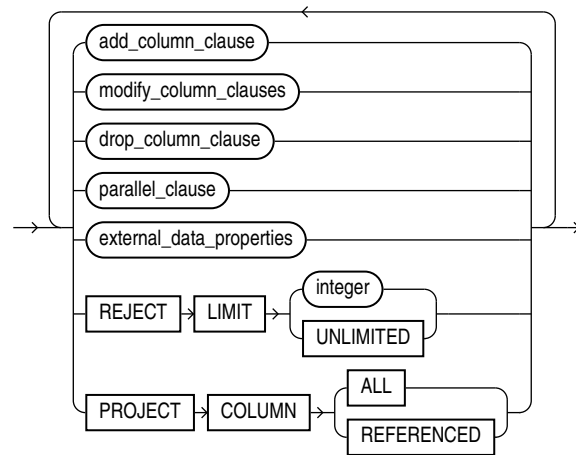 add_column_clause
modify_column_clauses
drop_column_clause
parallel_clause
external_data_properties
REJECT LIMIT integer
UNLIMITED
PROJECT COLUMN ALL
REFERENCED